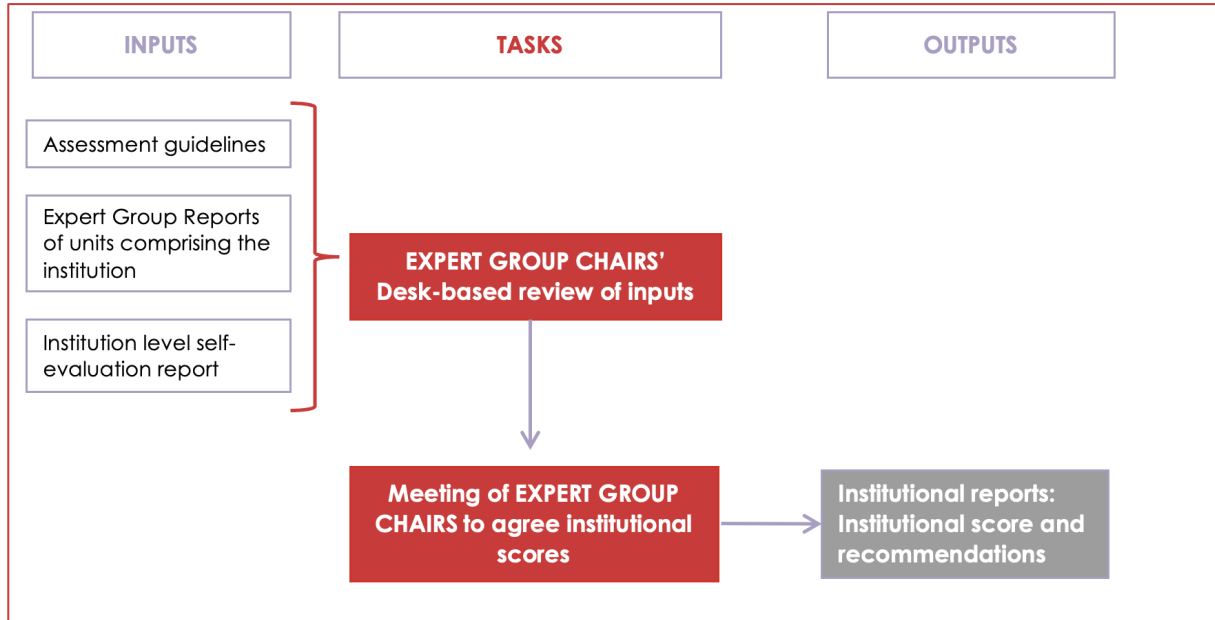 INPUTS
TASKS
OUTPUTS
Assessment guidelines
Expert Group Reports
of units comprising the
institution
Institution level self-
evaluation report
EXPERT GROUP CHAIRS’
Desk-based review of inputs
Meeting of EXPERT GROUP
CHAIRS to agree institutional
scores
Institutional reports:
Institutional score and
recommendations